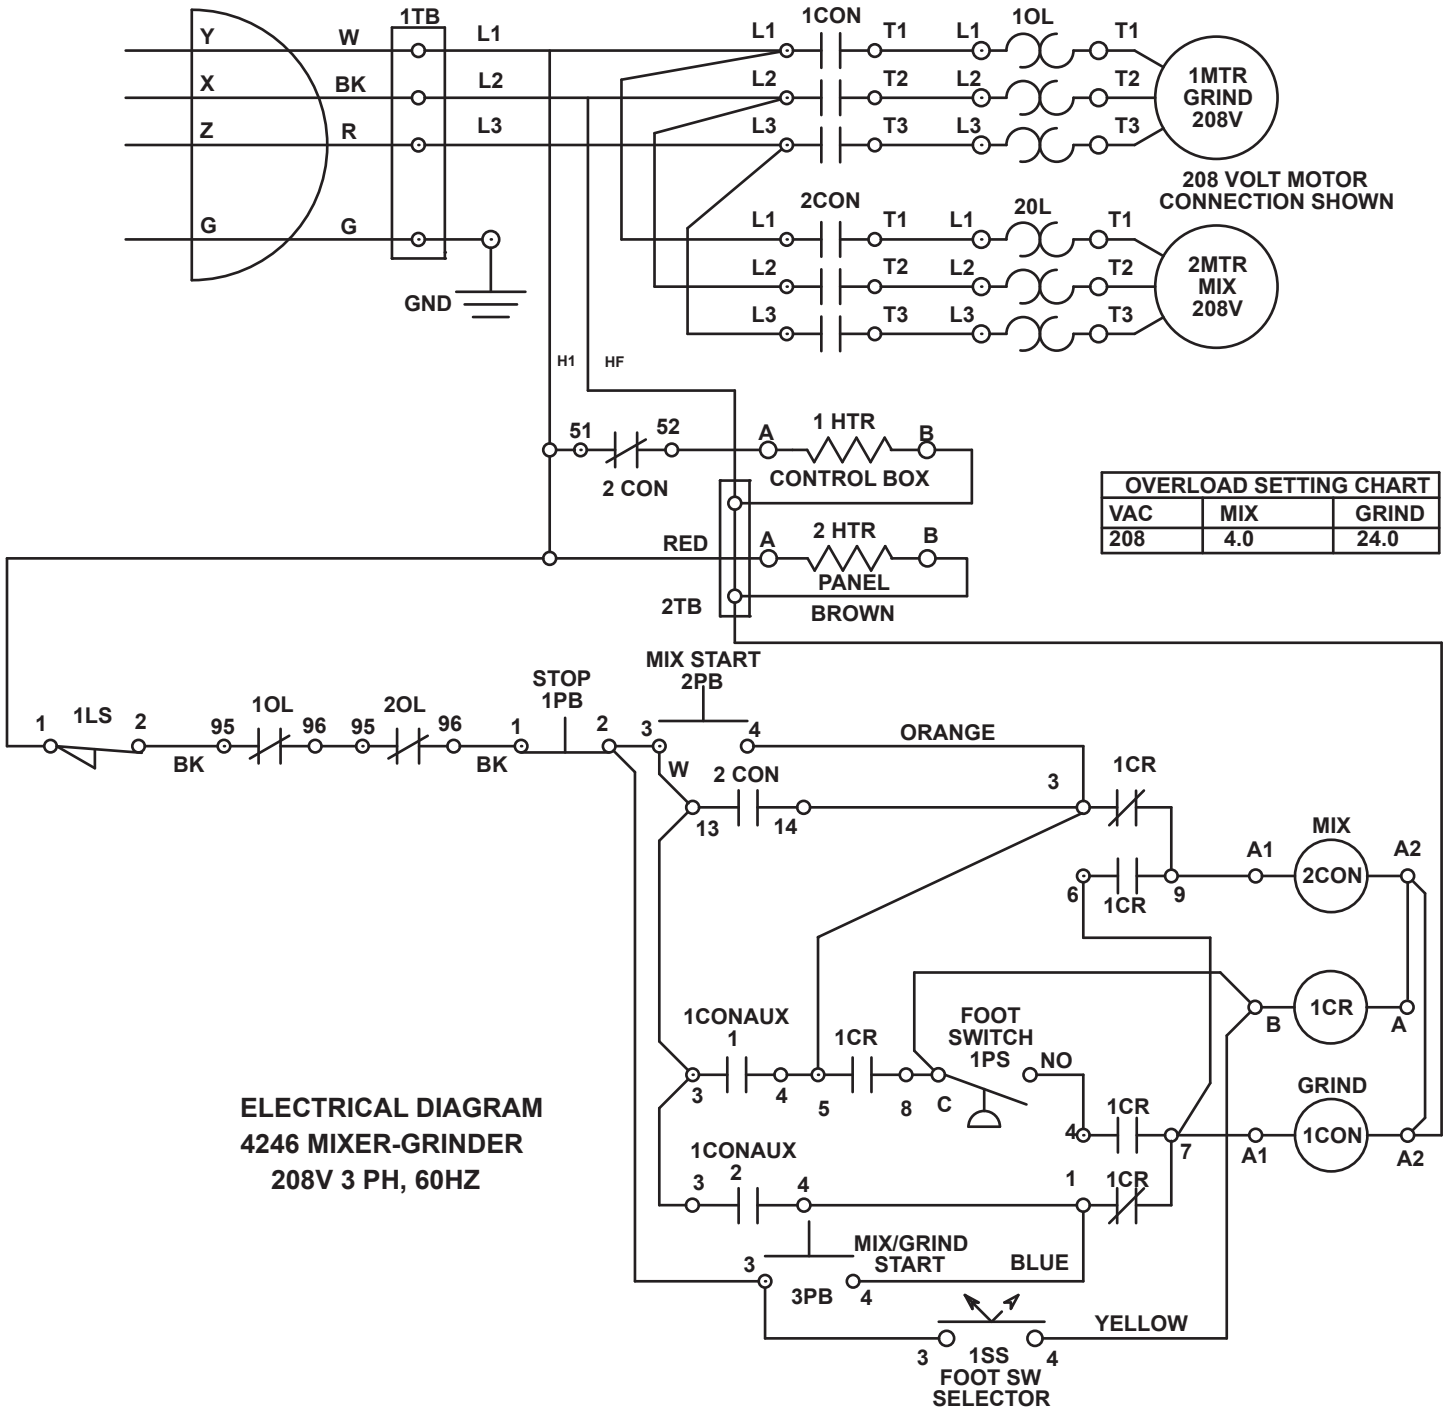 1TB
1CON
1OL
Y
W
L1
L1
T1
L1
T1
X
BK
L2
L2
T2
L2
T2
1MTR
GRIND
208V
Z
R
L3
L3
T3
L3
T3
208 VOLT MOTOR
CONNECTION SHOWN
2CON
20L
G
G
L1
T1
L1
T1
GND
L2
T2
L2
T2
2MTR
MIX
208V
L3
T3
L3
T3
H1
HF
51
52
A
1 HTR
B
2 CON
CONTROL BOX
OVERLOAD SETTING CHART
VAC
MIX
GRIND
208
4.0
24.0
RED
A
2 HTR
B
PANEL
2TB
BROWN
MIX START
2PB
STOP
1PB
1
1LS
2
95
1OL
96
95
2OL
96
1
2
3
4
ORANGE
BK
BK
W
2 CON
13
14
3
1CR
MIX
6
1CR
9
A1
2CON
A2
1CONAUX
1
1CR
FOOT
SWITCH
1PS
NO
B
1CR
A
3
4
5
8
C
GRIND
4
1CR
7
A1
1CON
A2
ELECTRICAL DIAGRAM
4246 MIXER-GRINDER
208V 3 PH, 60HZ
1CONAUX
2
3
4
1
1CR
MIX/GRIND
START
BLUE
3
3PB
4
YELLOW
3
1SS
4
FOOT SW
SELECTOR